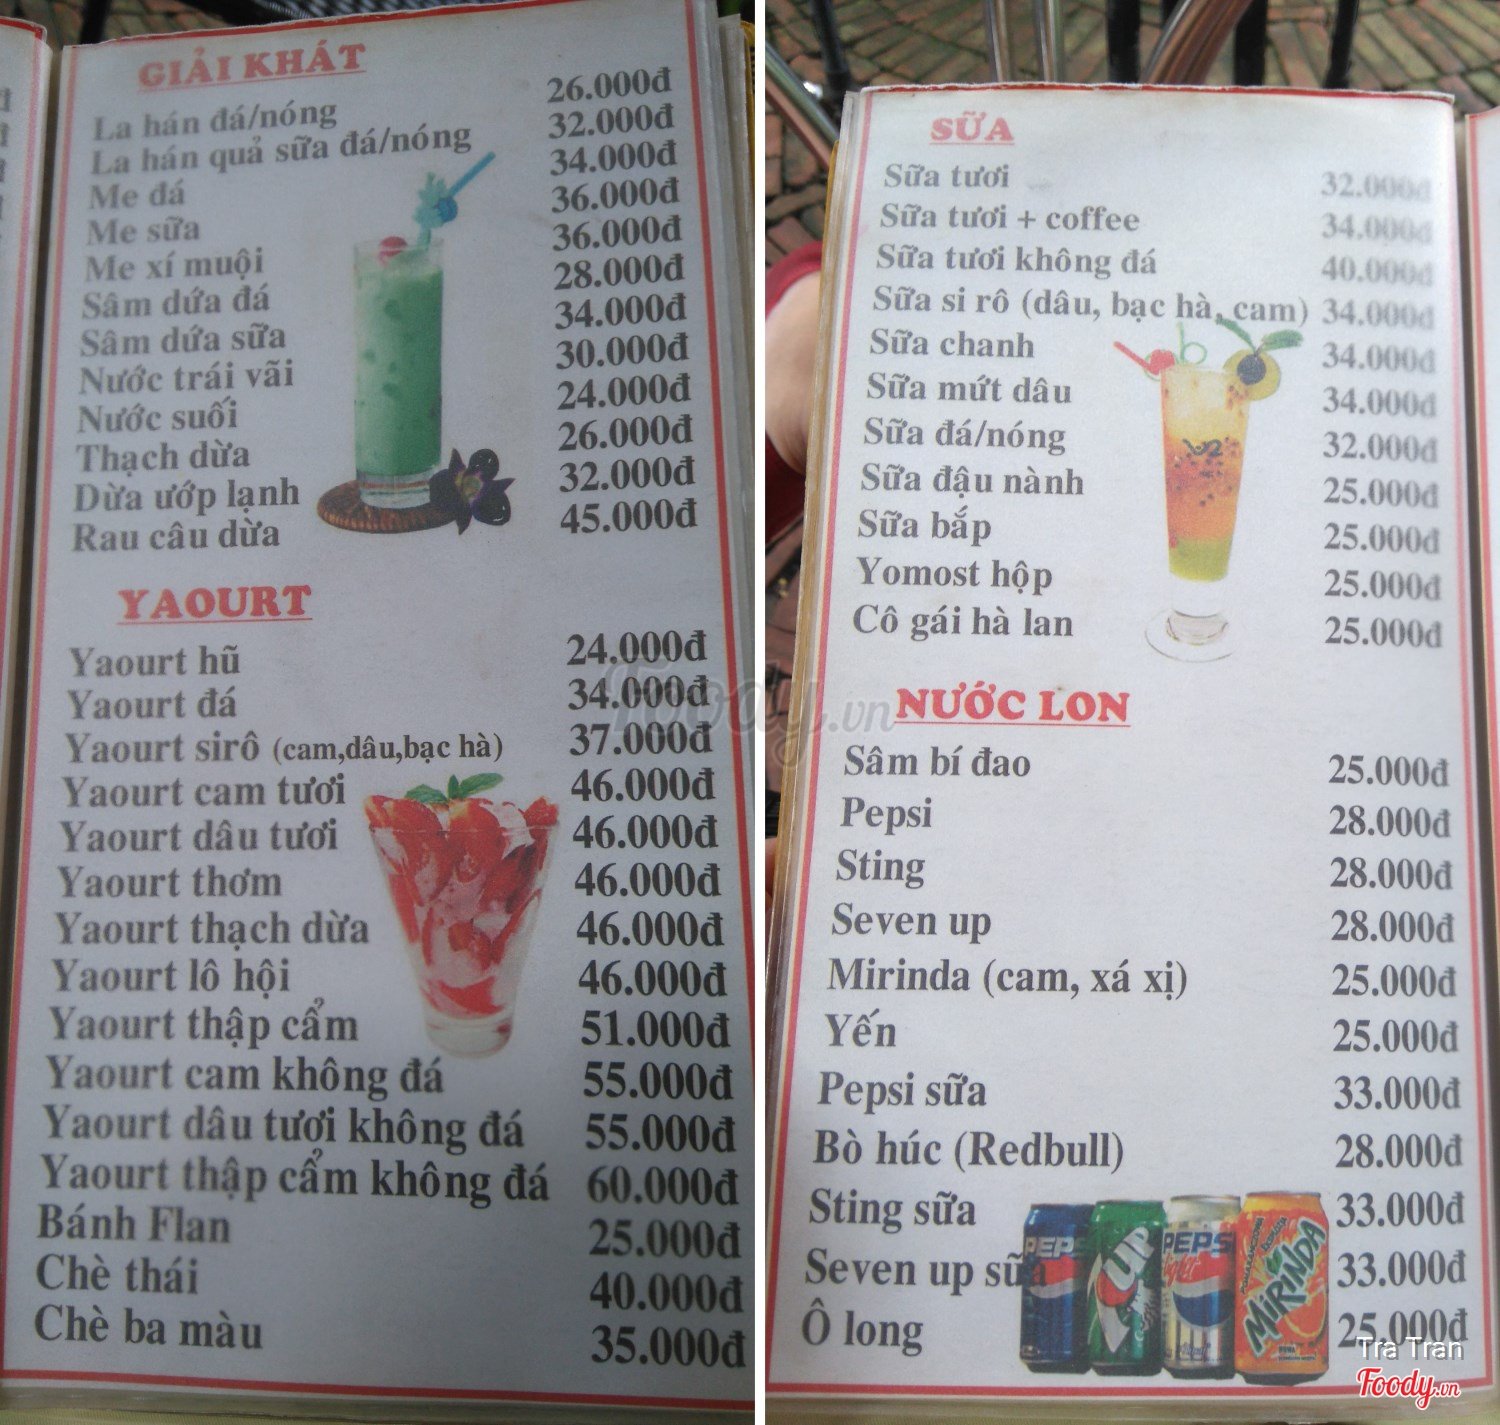 GIẢI KHÁT
La hán đá/nóng 26.000đ
La hán quả sữa đá/nóng 32.000đ
Me đá 34.000đ
Me sữa 36.000đ
Me xí muội 36.000đ
Sâm dứa đá 28.000đ
Sâm dứa sữa 34.000đ
Nước trái vãi 30.000đ
Nước suối 24.000đ
Thạch dừa 26.000đ
Dừa ướp lạnh 32.000đ
Rau câu dừa 45.000đ
YAOURT
Yaourt hũ 24.000đ
Yaourt đá 34.000đ
Yaourt sirô (cam,dâu,bạc hà) 37.000đ
Yaourt cam tươi 46.000đ
Yaourt dâu tươi 46.000đ
Yaourt thơm 46.000đ
Yaourt thạch dừa 46.000đ
Yaourt lô hội 46.000đ
Yaourt thập cẩm 51.000đ
Yaourt cam không đá 55.000đ
Yaourt dâu tươi không đá 55.000đ
Yaourt thập cẩm không đá 60.000đ
Bánh Flan 25.000đ
Chè thái 40.000đ
Chè ba màu 35.000đ
Foody.vn
SỮA
Sữa tươi 32.000đ
Sữa tươi + coffee 34.000đ
Sữa tươi không đá 40.000đ
Sữa si rô (dâu, bạc hà, cam) 34.000đ
Sữa chanh 34.000đ
Sữa mứt dâu 34.000đ
Sữa đá/nóng 32.000đ
Sữa đậu nành 25.000đ
Sữa bắp 25.000đ
Yomost hộp 25.000đ
Cô gái hà lan 25.000đ
NƯỚC LON
Sâm bí đao 25.000đ
Pepsi 28.000đ
Sting 28.000đ
Seven up 28.000đ
Mirinda (cam, xá xị) 25.000đ
Yến 25.000đ
Pepsi sữa 33.000đ
Bò húc (Redbull) 28.000đ
Sting sữa 33.000đ
Seven up sữa 33.000đ
Ô long 25.000đ
PEPS
7 UP
PEPS
light
MIRINDA
Tra Tran
Foody.vn